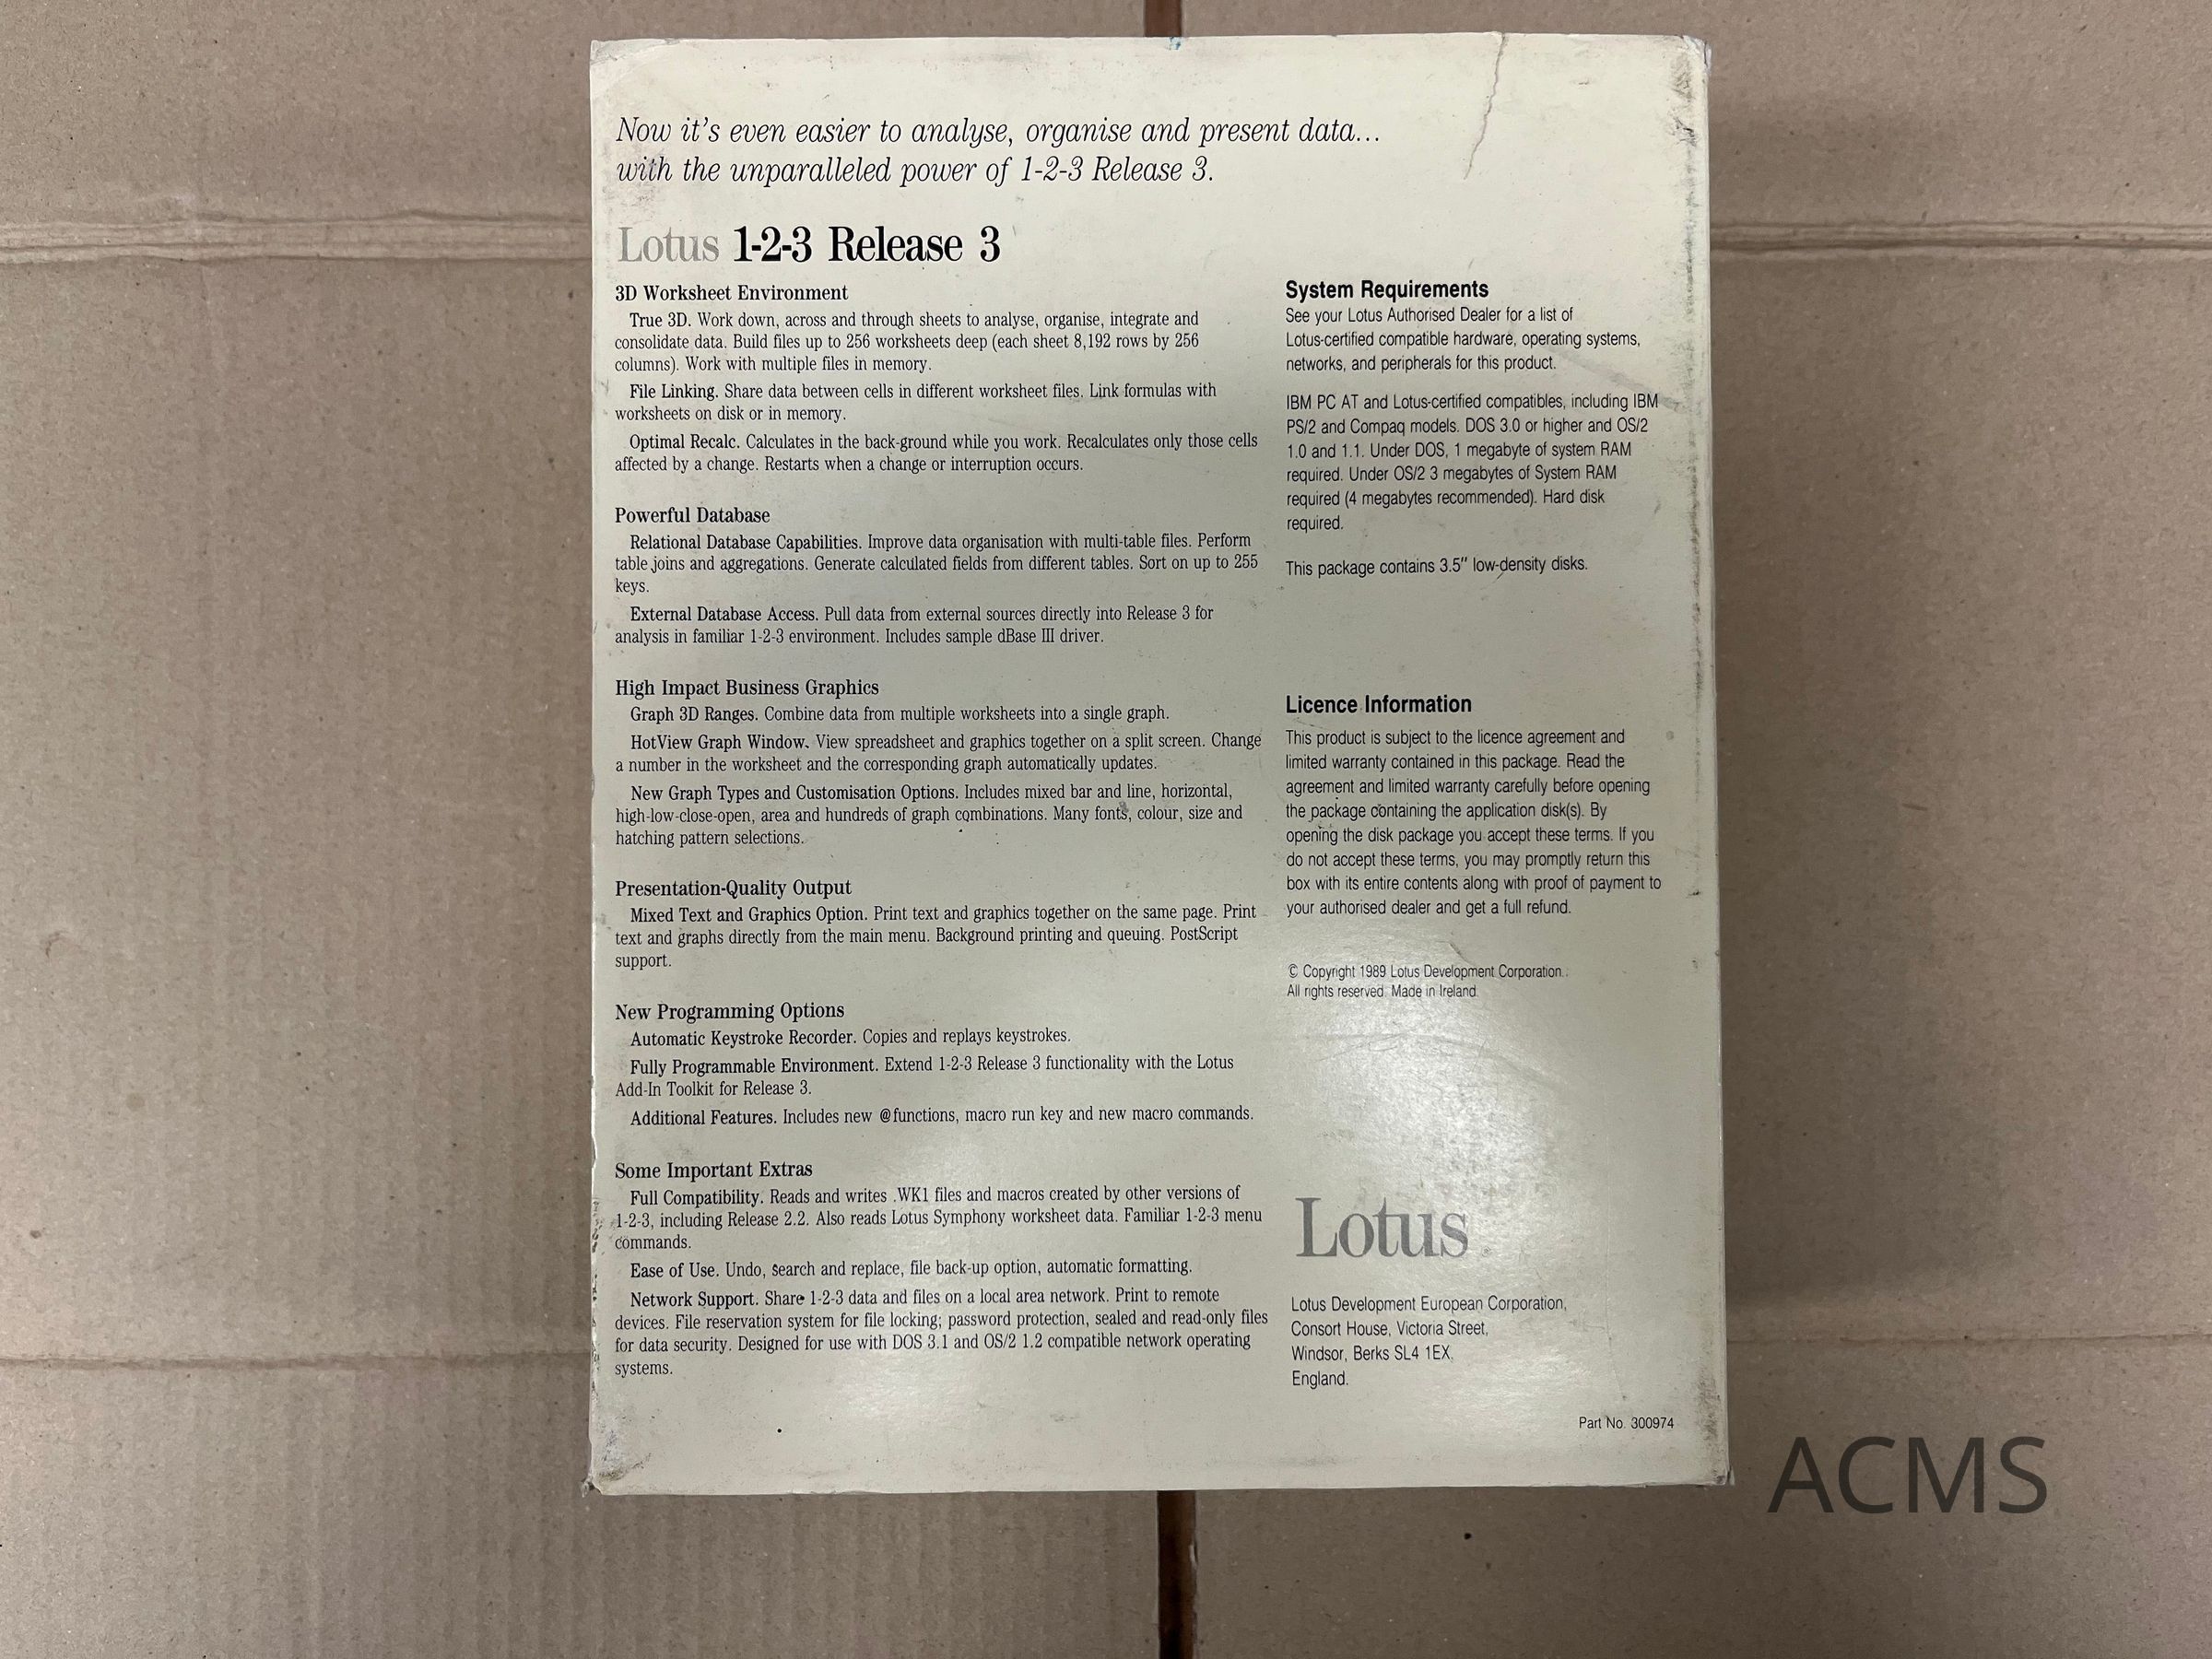 Now it's even easier to analyse, organise and present data...
with the unparalleled power of 1-2-3 Release 3.
Lotus 1-2-3 Release 3
3D Worksheet Environment
True 3D. Work down, across and through sheets to analyse, organise, integrate and
consolidate data. Build files up to 256 worksheets deep (each sheet 8,192 rows by 256
columns). Work with multiple files in memory.
File Linking. Share data between cells in different worksheet files. Link formulas with
worksheets on disk or in memory.
Optimal Recalc. Calculates in the back-ground while you work. Recalculates only those cells
affected by a change. Restarts when a change or interruption occurs.
Powerful Database
Relational Database Capabilities. Improve data organisation with multi-table files. Perform
table joins and aggregations. Generate calculated fields from different tables. Sort on up to 255
keys.
External Database Access. Pull data from external sources directly into Release 3 for
analysis in familiar 1-2-3 environment. Includes sample dBase III driver.
High Impact Business Graphics
Graph 3D Ranges. Combine data from multiple worksheets into a single graph.
HotView Graph Window. View spreadsheet and graphics together on a split screen. Change
a number in the worksheet and the corresponding graph automatically updates.
New Graph Types and Customisation Options. Includes mixed bar and line, horizontal,
high-low-close-open, area and hundreds of graph combinations. Many fonts, colour, size and
hatching pattern selections.
Presentation-Quality Output
Mixed Text and Graphics Option. Print text and graphics together on the same page. Print
text and graphs directly from the main menu. Background printing and queuing. PostScript
support.
New Programming Options
Automatic Keystroke Recorder. Copies and replays keystrokes.
Fully Programmable Environment. Extend 1-2-3 Release 3 functionality with the Lotus
Add-In Toolkit for Release 3.
Additional Features. Includes new @functions, macro run key and new macro commands.
Some Important Extras
Full Compatibility. Reads and writes .WK1 files and macros created by other versions of
1-2-3, including Release 2.2. Also reads Lotus Symphony worksheet data. Familiar 1-2-3 menu
commands.
Ease of Use. Undo, search and replace, file back-up option, automatic formatting.
Network Support. Share 1-2-3 data and files on a local area network. Print to remote
devices. File reservation system for file locking; password protection, sealed and read-only files
for data security. Designed for use with DOS 3.1 and OS/2 1.2 compatible network operating
systems.
System Requirements
See your Lotus Authorised Dealer for a list of
Lotus-certified compatible hardware, operating systems,
networks, and peripherals for this product.
IBM PC AT and Lotus-certified compatibles, including IBM
PS/2 and Compaq models. DOS 3.0 or higher and OS/2
1.0 and 1.1. Under DOS, 1 megabyte of system RAM
required. Under OS/2 3 megabytes of System RAM
required (4 megabytes recommended). Hard disk
required.
This package contains 3.5" low-density disks.
Licence Information
This product is subject to the licence agreement and
limited warranty contained in this package. Read the
agreement and limited warranty carefully before opening
the package containing the application disk(s). By
opening the disk package you accept these terms. If you
do not accept these terms, you may promptly return this
box with its entire contents along with proof of payment to
your authorised dealer and get a full refund.
© Copyright 1989 Lotus Development Corporation.
All rights reserved. Made in Ireland.
Lotus
Lotus Development European Corporation,
Consort House, Victoria Street,
Windsor, Berks SL4 1EX.
England.
Part No. 300974
ACMS